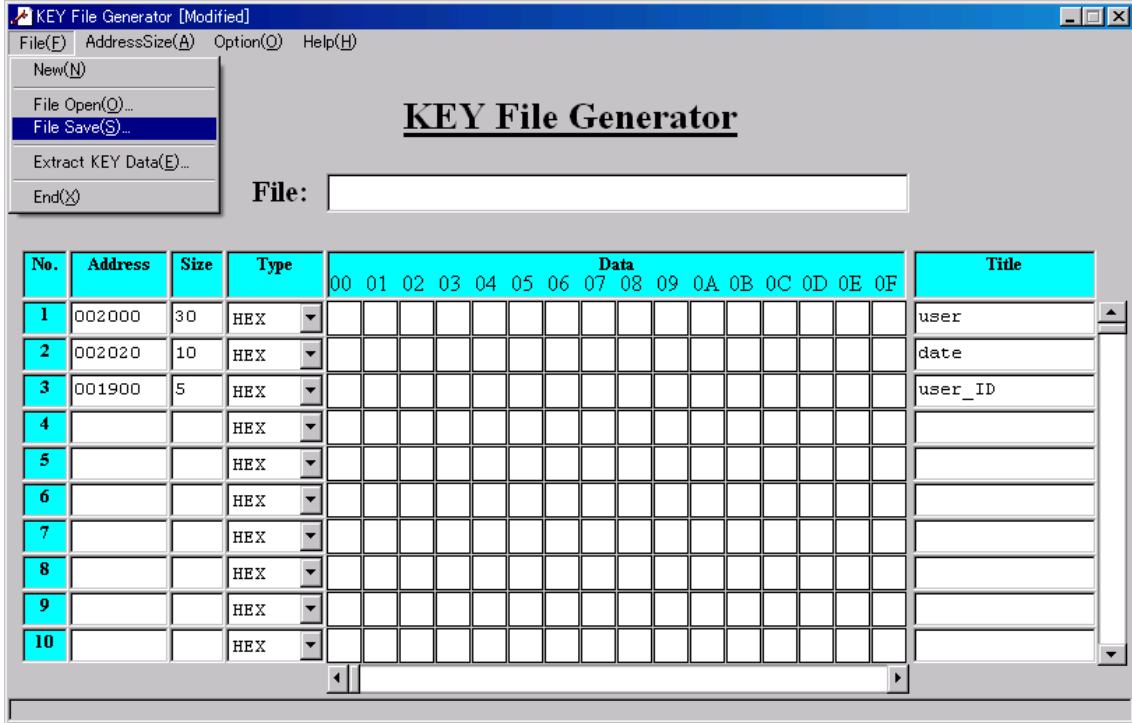 KEY File Generator [Modified]
File(F) AddressSize(A) Option(O) Help(H)
New(N)
File Open(O)...
File Save(S)...
Extract KEY Data(E)...
End(X)
KEY File Generator
File:
No. Address Size Type Data Title
00 01 02 03 04 05 06 07 08 09 0A 0B 0C 0D 0E 0F
1 002000 30 HEX user
2 002020 10 HEX date
3 001900 5 HEX user_ID
4 HEX
5 HEX
6 HEX
7 HEX
8 HEX
9 HEX
10 HEX